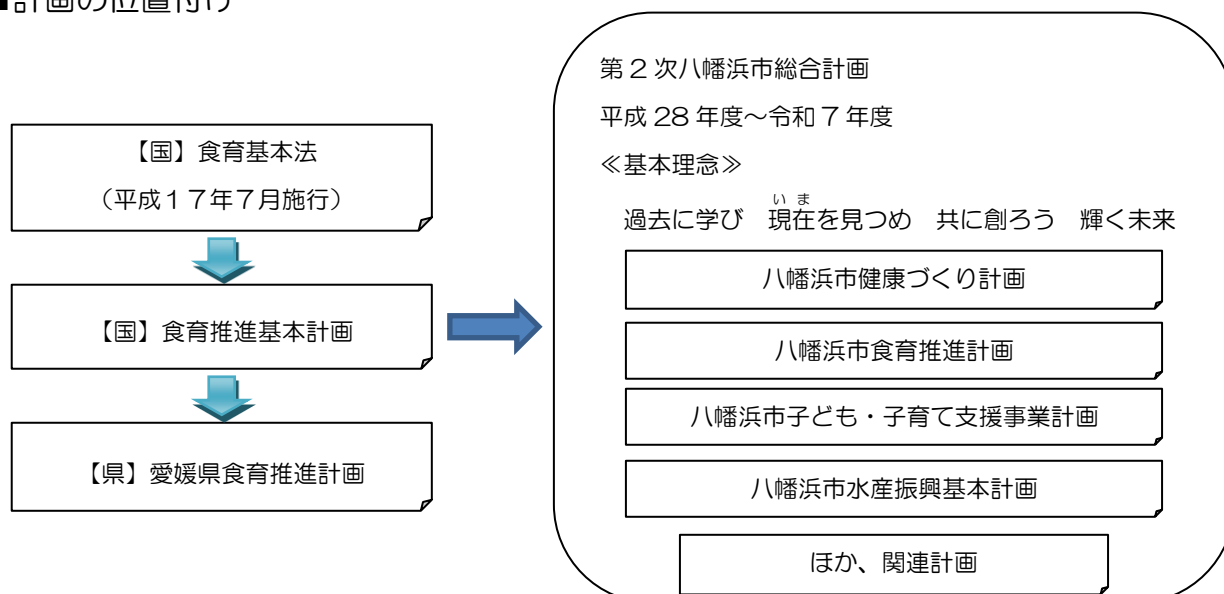 ■計画の位置付け
【国】食育基本法
（平成１７年７月施行）
【国】食育推進基本計画
【県】愛媛県食育推進計画
第２次八幡浜市総合計画
平成 28 年度～令和７年度
≪基本理念≫
いま
過去に学び　現在を見つめ　共に創ろう　輝く未来
八幡浜市健康づくり計画
八幡浜市食育推進計画
八幡浜市子ども・子育て支援事業計画
八幡浜市水産振興基本計画
ほか、関連計画